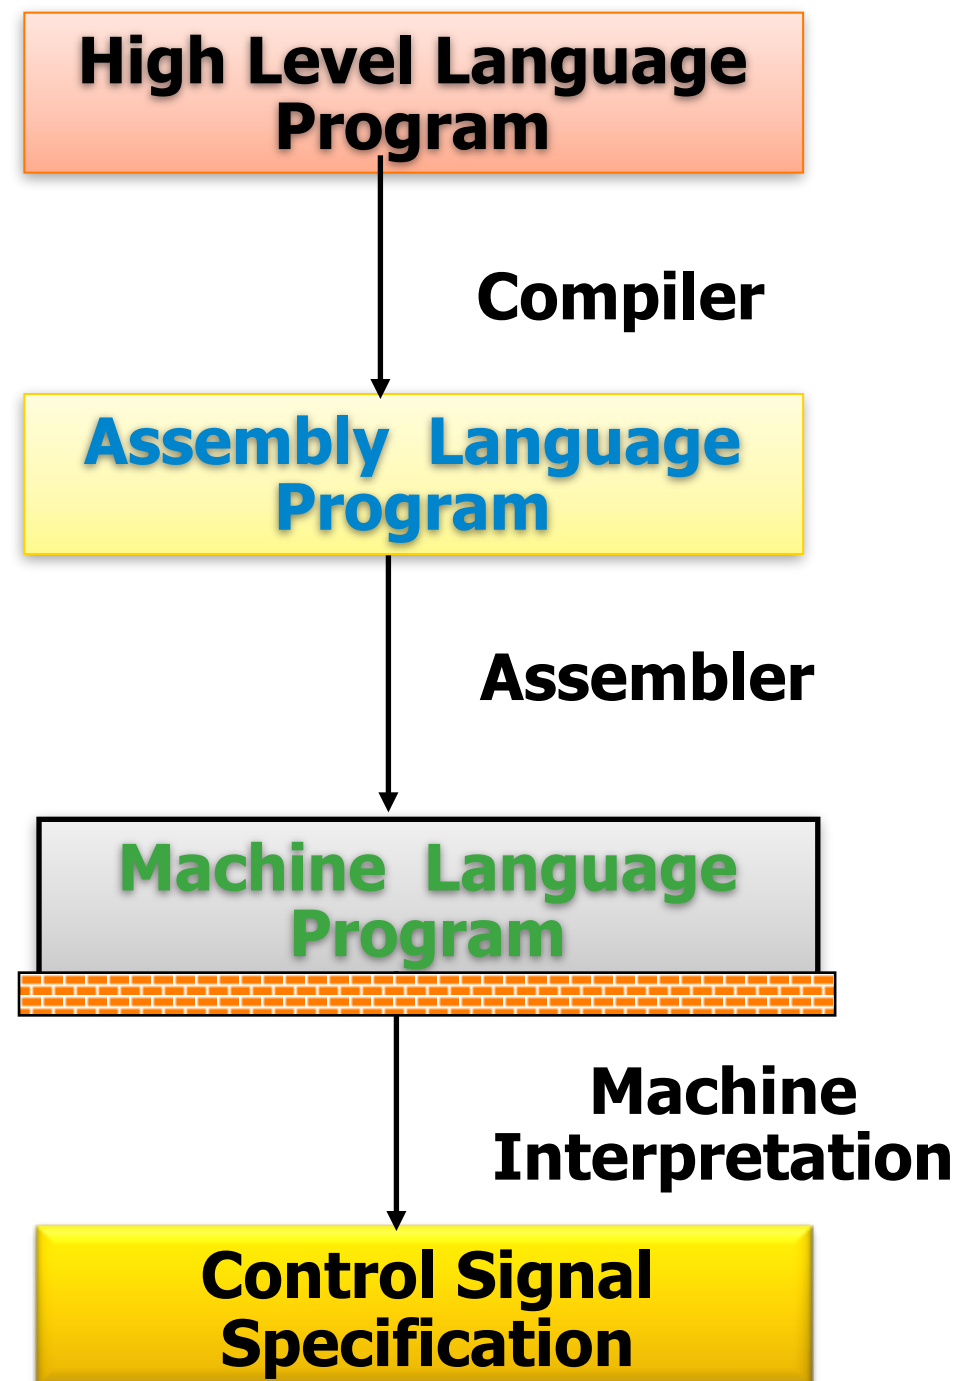 High Level Language
Program
Compiler
Assembly Language
Program
Assembler
Machine Language
Program
Machine
Interpretation
Control Signal
Specification